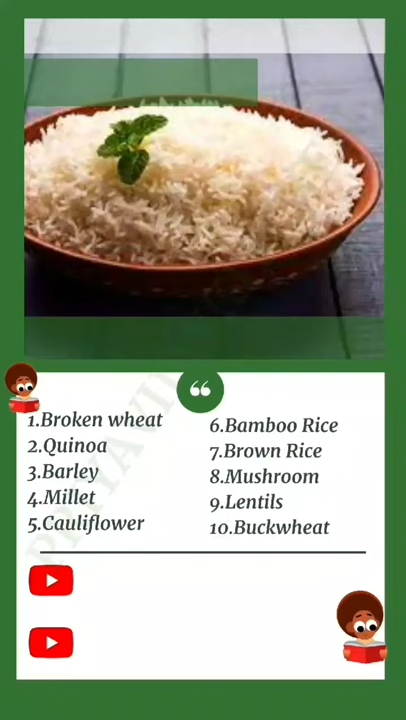 1.Broken wheat
2.Quinoa
3.Barley
4.Millet
5.Cauliflower
6.Bamboo Rice
7.Brown Rice
8.Mushroom
9.Lentils
10.Buckwheat